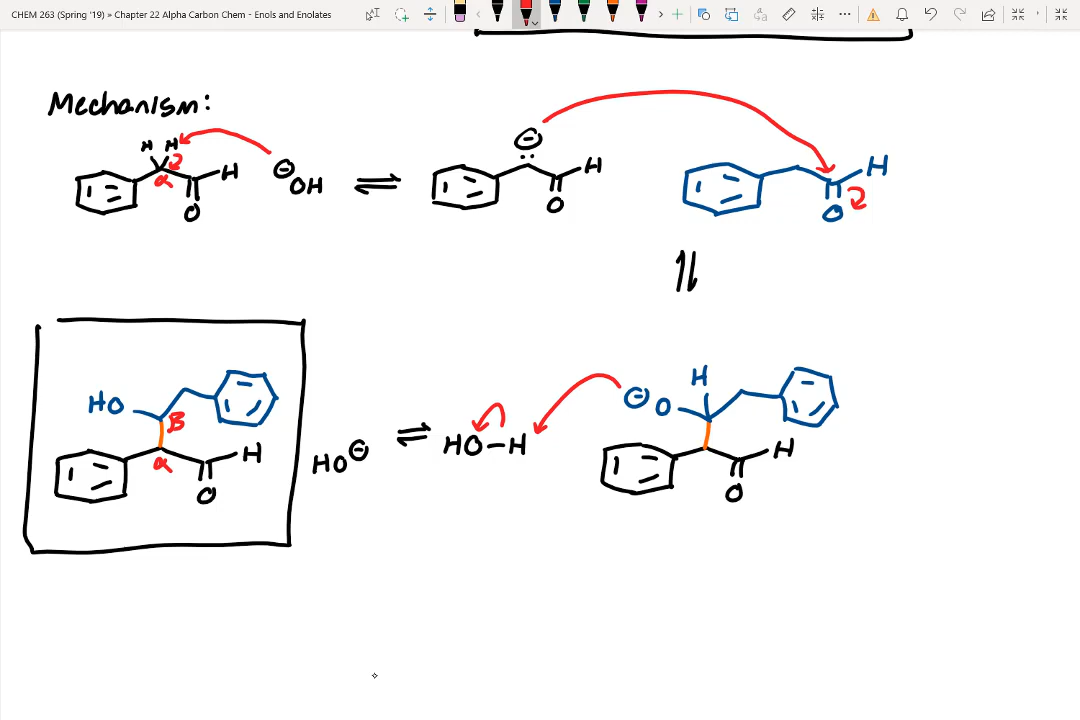 CHEM 263 (Spring '19) » Chapter 22 Alpha Carbon Chem - Enols and Enolates
Mechanism:
H H
α
H
O
⊖
OH
⇌
⊖
··
H
O
H
O
⇌
HO
β
α
H
O
HO⊖
⇌
HO–H
⊖
O
H
H
O